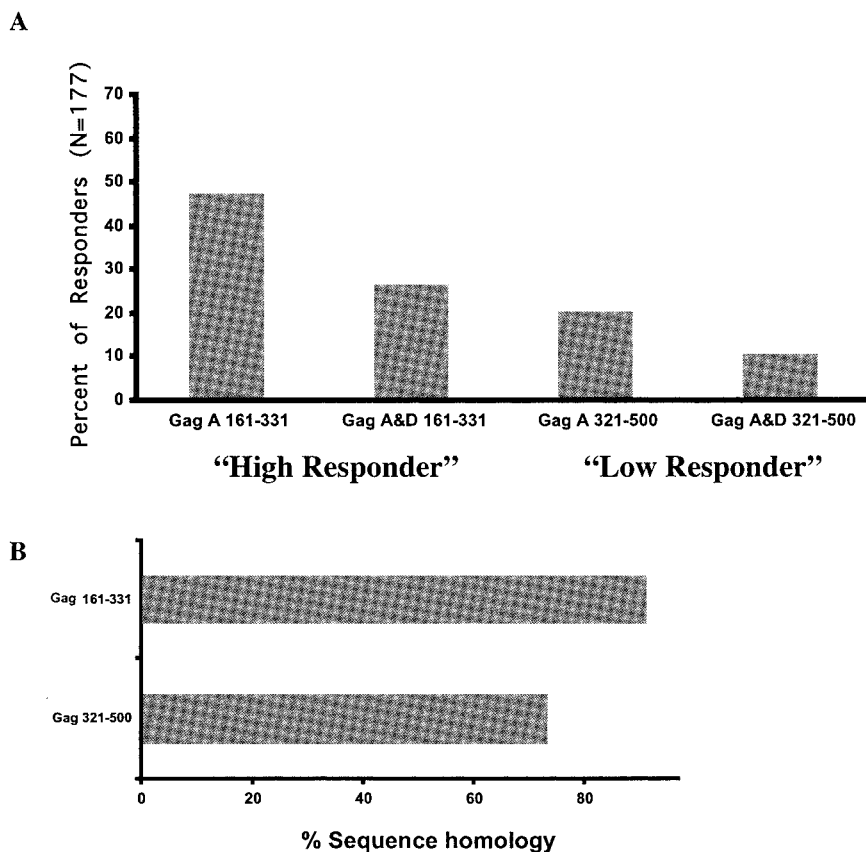 A
Percent of Responders (N=177)
70
60
50
40
30
20
10
0
Gag A 161-331 Gag A&D 161-331 Gag A 321-500 Gag A&D 321-500
“High Responder” “Low Responder”
B
Gag 161-331
Gag 321-500
0 20 40 60 80
% Sequence homology